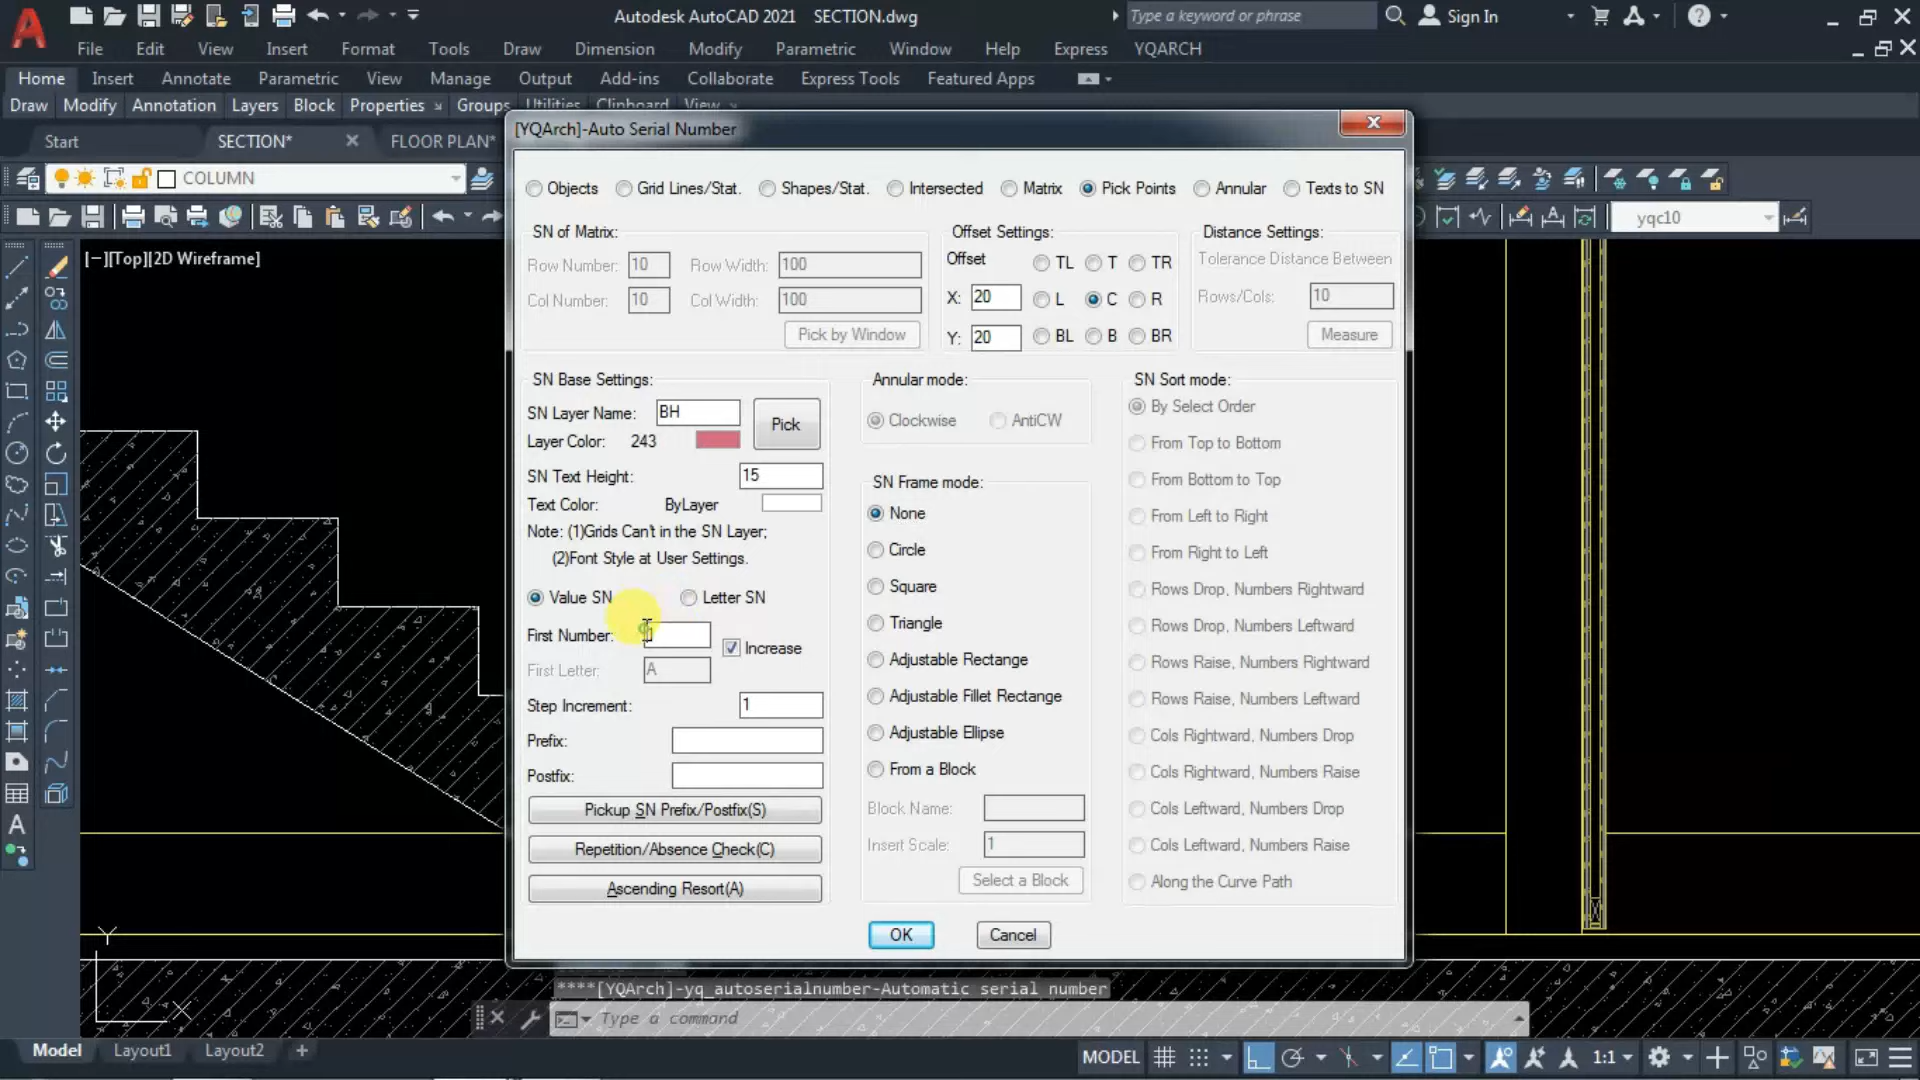 Autodesk AutoCAD 2021 SECTION.dwg
Type a keyword or phrase
Sign In
File Edit View Insert Format Tools Draw Dimension Modify Parametric Window Help Express YQARCH
Home Insert Annotate Parametric View Manage Output Add-ins Collaborate Express Tools Featured Apps
Draw Modify Annotation Layers Block Properties Groups Utilities Clipboard View
Start SECTION* FLOOR PLAN*
COLUMN
yqc10
[−][Top][2D Wireframe]
[YQArch]-Auto Serial Number
Objects Grid Lines/Stat. Shapes/Stat. Intersected Matrix Pick Points Annular Texts to SN
SN of Matrix:
Row Number: 10 Row Width: 100
Col Number: 10 Col Width: 100
Pick by Window
Offset Settings:
Offset TL T TR
X: 20 L C R
Y: 20 BL B BR
Distance Settings:
Tolerance Distance Between
Rows/Cols: 10
Measure
SN Base Settings:
SN Layer Name: BH
Pick
Layer Color: 243
SN Text Height: 15
Text Color: ByLayer
Note: (1)Grids Can't in the SN Layer;
(2)Font Style at User Settings.
Value SN Letter SN
First Number:
Increase
First Letter: A
Step Increment: 1
Prefix:
Postfix:
Pickup SN Prefix/Postfix(S)
Repetition/Absence Check(C)
Ascending Resort(A)
Annular mode:
Clockwise AntiCW
SN Frame mode:
None
Circle
Square
Triangle
Adjustable Rectange
Adjustable Fillet Rectange
Adjustable Ellipse
From a Block
Block Name:
Insert Scale: 1
Select a Block
SN Sort mode:
By Select Order
From Top to Bottom
From Bottom to Top
From Left to Right
From Right to Left
Rows Drop, Numbers Rightward
Rows Drop, Numbers Leftward
Rows Raise, Numbers Rightward
Rows Raise, Numbers Leftward
Cols Rightward, Numbers Drop
Cols Rightward, Numbers Raise
Cols Leftward, Numbers Drop
Cols Leftward, Numbers Raise
Along the Curve Path
OK Cancel
Y
X
****[YQArch]-yq_autoserialnumber-Automatic serial number
Type a command
Model Layout1 Layout2 +
MODEL 1:1